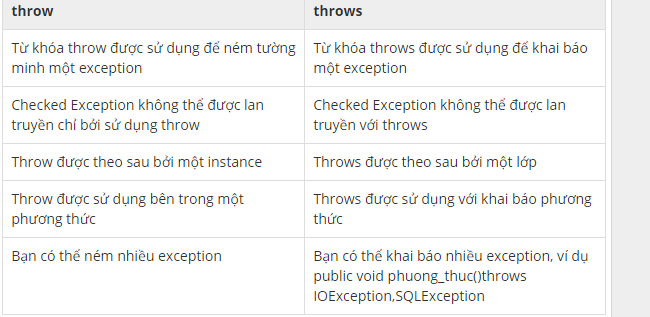 throw
throws
Từ khóa throw được sử dụng để ném tường
minh một exception
Từ khóa throws được sử dụng để khai báo
một exception
Checked Exception không thể được lan
truyền chỉ bởi sử dụng throw
Checked Exception không thể được lan
truyền với throws
Throw được theo sau bởi một instance
Throws được theo sau bởi một lớp
Throw được sử dụng bên trong một
phương thức
Throws được sử dụng với khai báo phương
thức
Bạn có thể ném nhiều exception
Bạn có thể khai báo nhiều exception, ví dụ
public void phuong_thuc()throws
IOException,SQLException